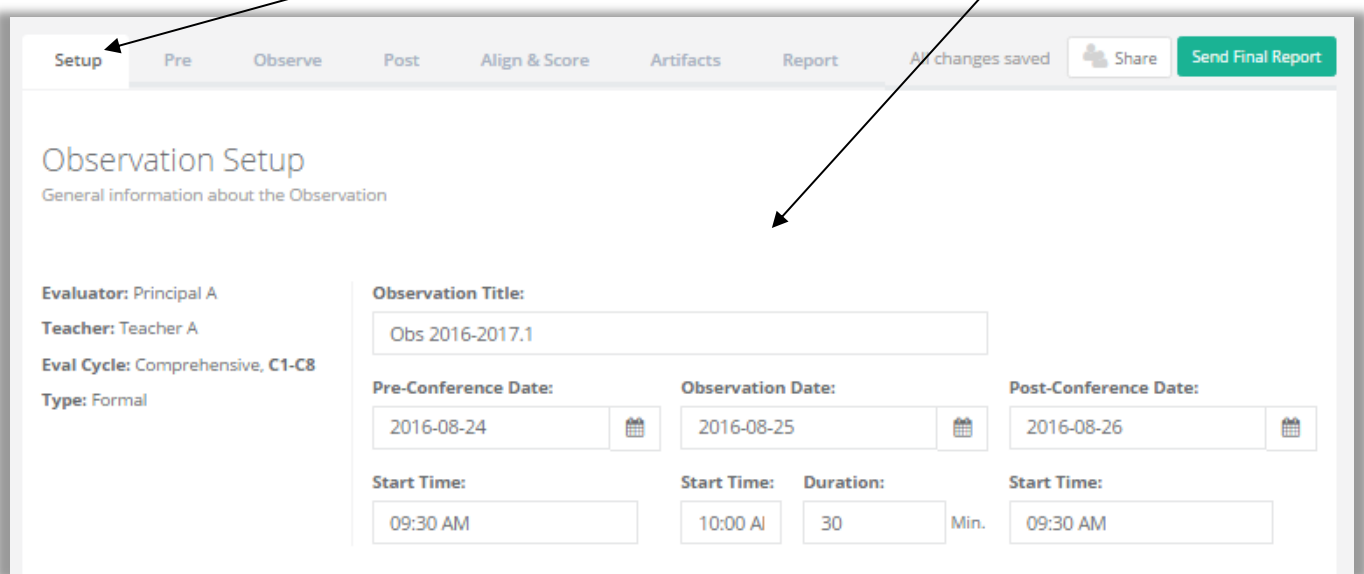 Setup Pre Observe Post Align & Score Artifacts Report All changes saved Share Send Final Report
Observation Setup
General information about the Observation
Evaluator: Principal A
Teacher: Teacher A
Eval Cycle: Comprehensive, C1-C8
Type: Formal
Observation Title:
Obs 2016-2017.1
Pre-Conference Date: Observation Date: Post-Conference Date:
2016-08-24 2016-08-25 2016-08-26
Start Time: Start Time: Duration: Start Time:
09:30 AM 10:00 A 30 Min. 09:30 AM